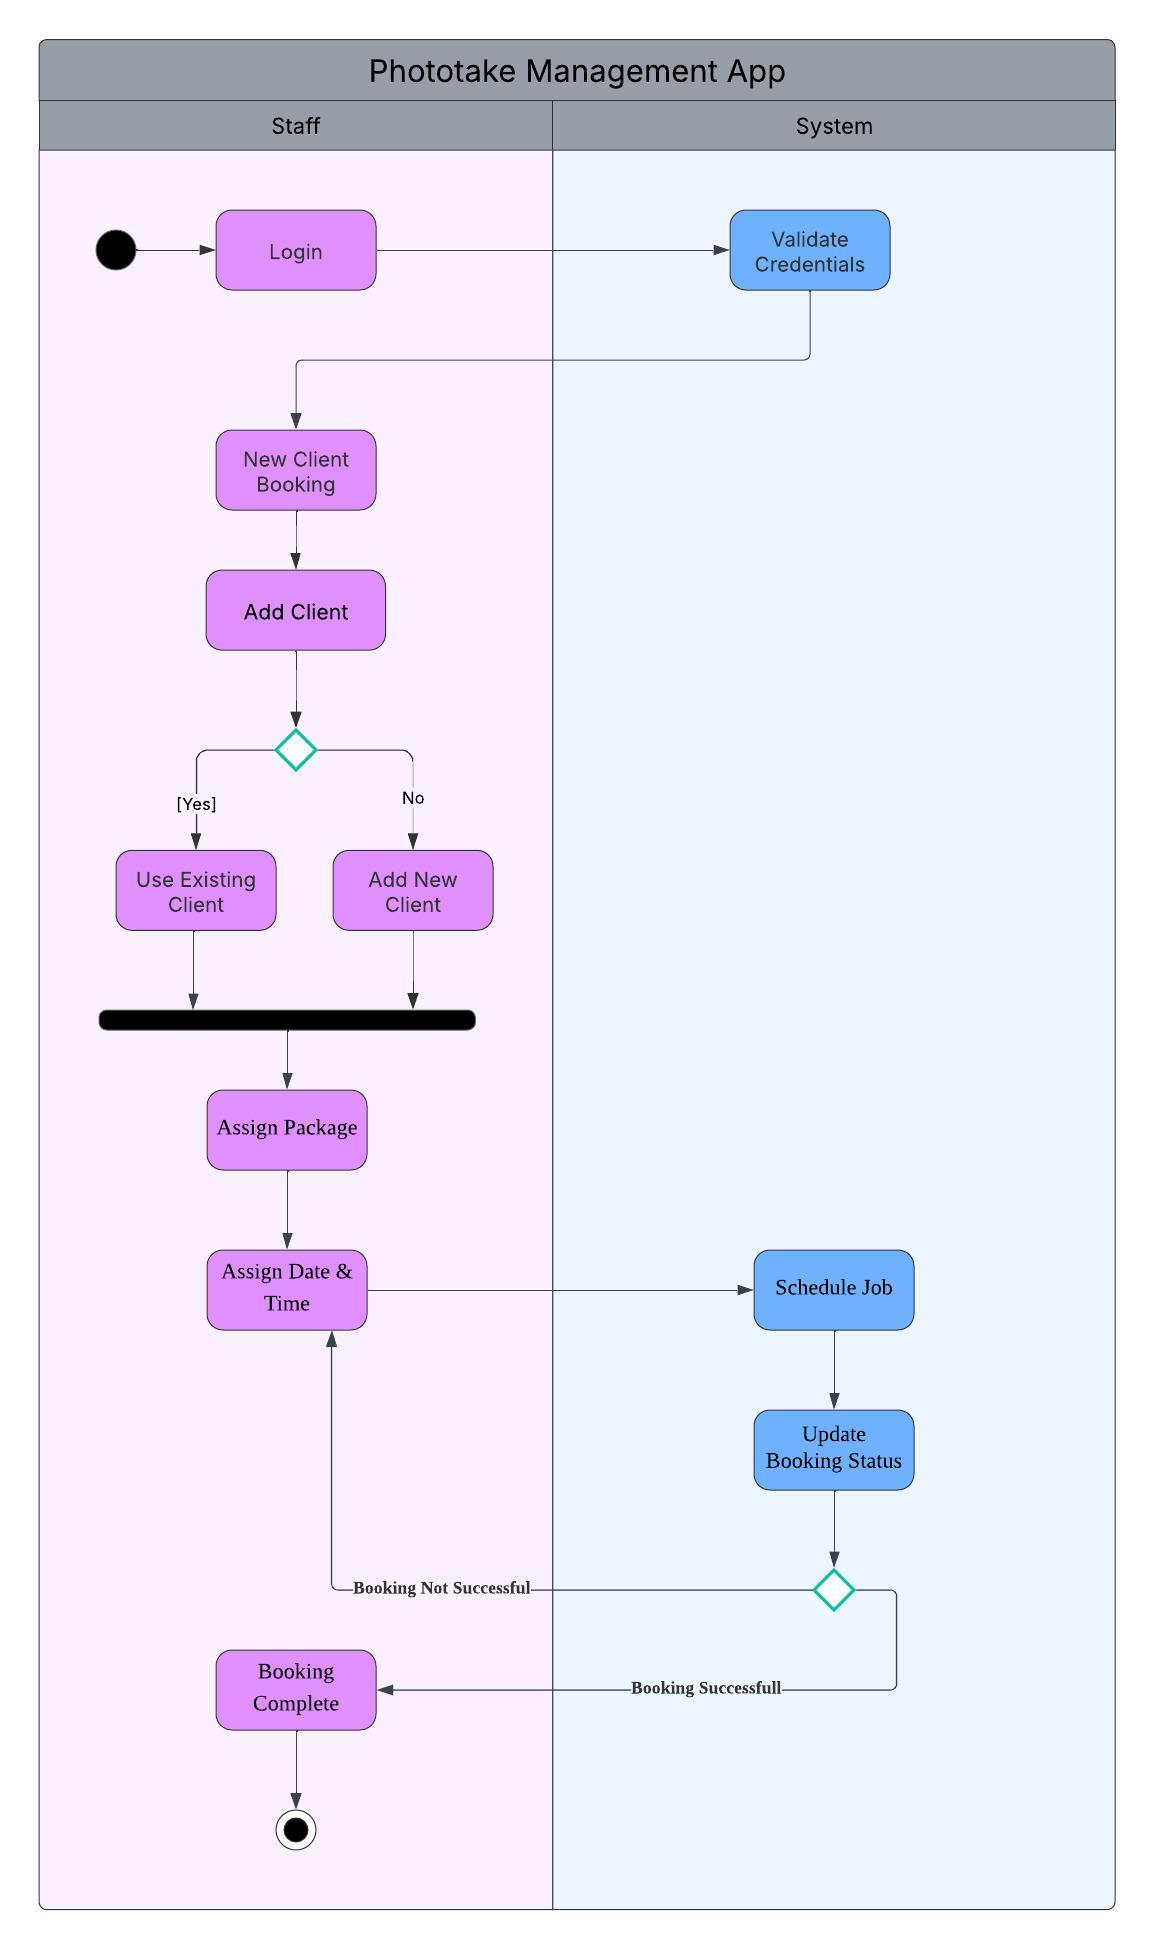 Phototake Management App
Staff
System
Login
Validate
Credentials
New Client
Booking
Add Client
[Yes]
No
Use Existing
Client
Add New
Client
Assign Package
Assign Date &
Time
Schedule Job
Update
Booking Status
Booking Not Successful
Booking
Complete
Booking Successfull